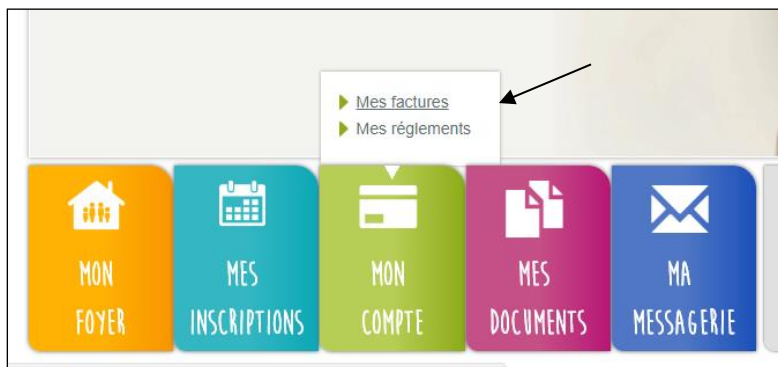 Mes factures
Mes réglements
MON
FOYER
MES
INSCRIPTIONS
MON
COMPTE
MES
DOCUMENTS
MA
MESSAGERIE